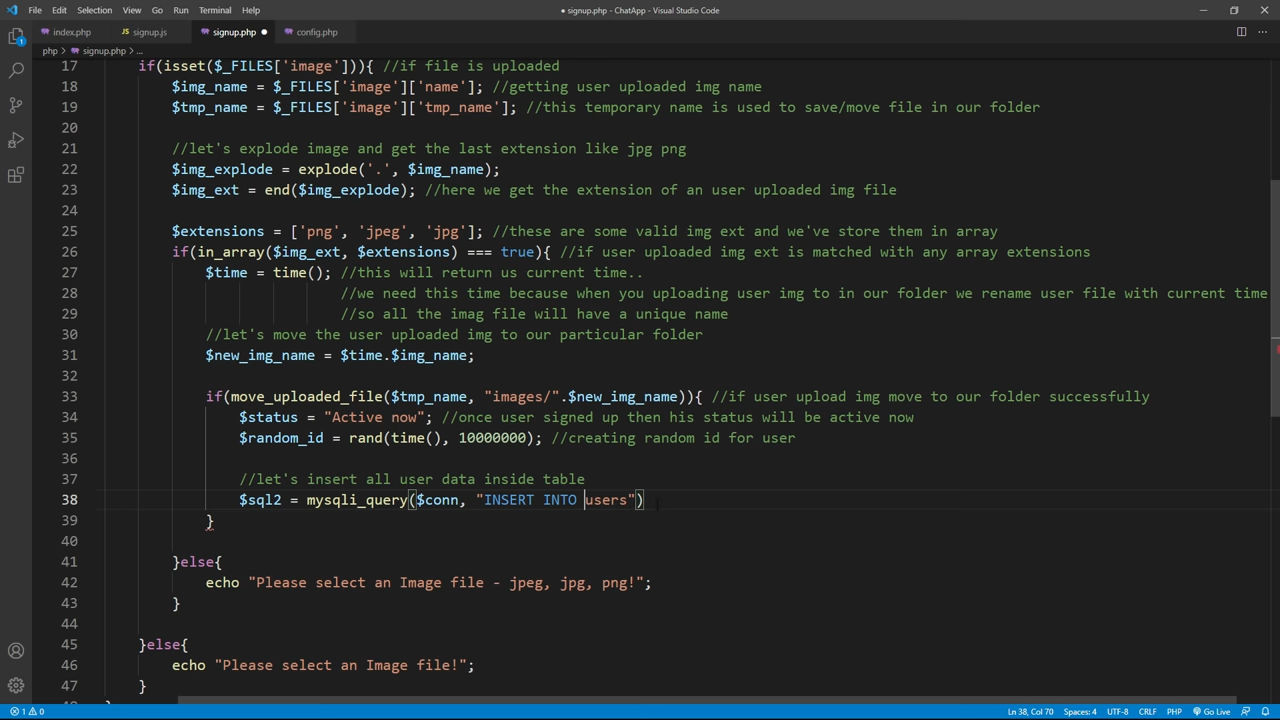 File Edit Selection View Go Run Terminal Help
● signup.php - ChatApp - Visual Studio Code
index.php JS signup.js signup.php ● config.php
php > signup.php > ...
17 if(isset($_FILES['image'])){ //if file is uploaded
18 $img_name = $_FILES['image']['name']; //getting user uploaded img name
19 $tmp_name = $_FILES['image']['tmp_name']; //this temporary name is used to save/move file in our folder
20
21 //let's explode image and get the last extension like jpg png
22 $img_explode = explode('.', $img_name);
23 $img_ext = end($img_explode); //here we get the extension of an user uploaded img file
24
25 $extensions = ['png', 'jpeg', 'jpg']; //these are some valid img ext and we've store them in array
26 if(in_array($img_ext, $extensions) === true){ //if user uploaded img ext is matched with any array extensions
27 $time = time(); //this will return us current time..
28 //we need this time because when you uploading user img to in our folder we rename user file with current time
29 //so all the imag file will have a unique name
30 //let's move the user uploaded img to our particular folder
31 $new_img_name = $time.$img_name;
32
33 if(move_uploaded_file($tmp_name, "images/".$new_img_name)){ //if user upload img move to our folder successfully
34 $status = "Active now"; //once user signed up then his status will be active now
35 $random_id = rand(time(), 10000000); //creating random id for user
36
37 //let's insert all user data inside table
38 $sql2 = mysqli_query($conn, "INSERT INTO users")
39 }
40
41 }else{
42 echo "Please select an Image file - jpeg, jpg, png!";
43 }
44
45 }else{
46 echo "Please select an Image file!";
47 }
1 0 Ln 38, Col 70 Spaces: 4 UTF-8 CRLF PHP Go Live